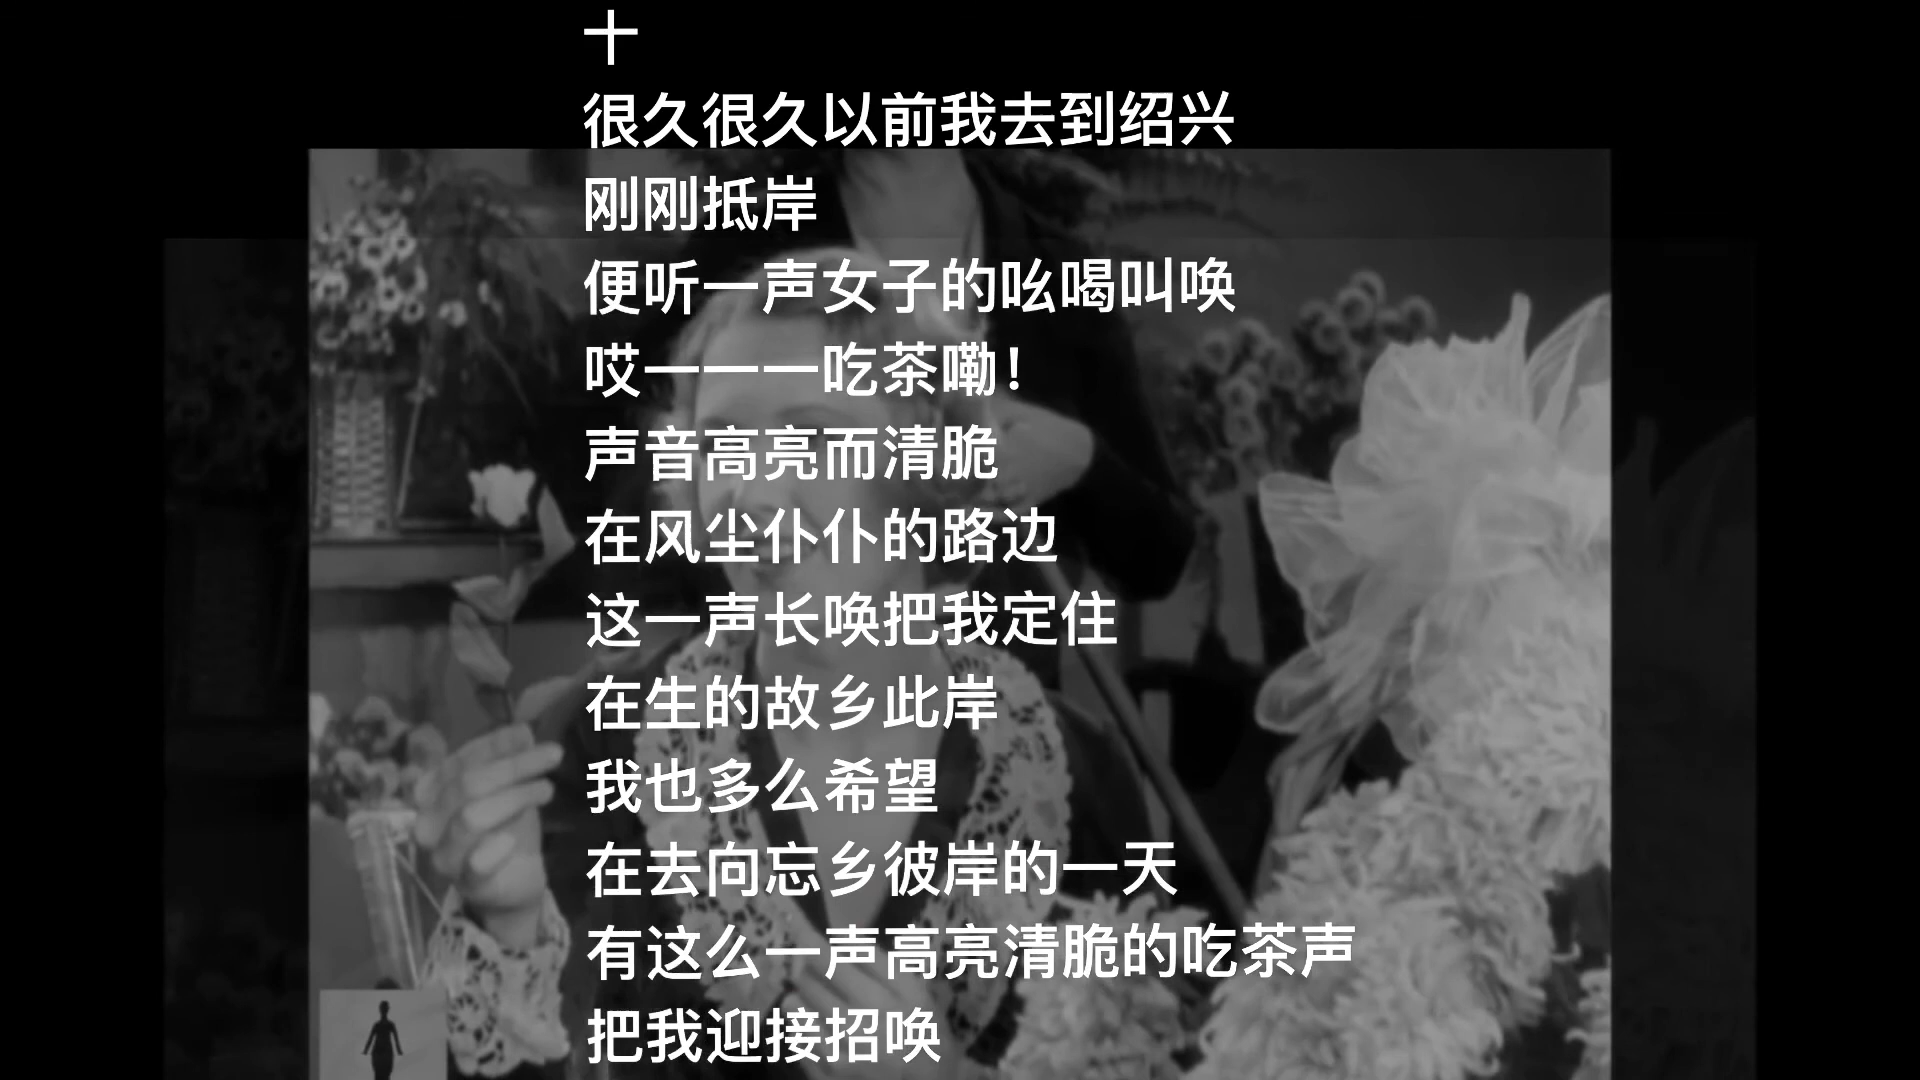 十
很久很久以前我去到绍兴
刚刚抵岸
便听一声女子的吆喝叫唤
哎一一一吃茶嘞！
声音高亮而清脆
在风尘仆仆的路边
这一声长唤把我定住
在生的故乡此岸
我也多么希望
在去向忘乡彼岸的一天
有这么一声高亮清脆的吃茶声
把我迎接招唤